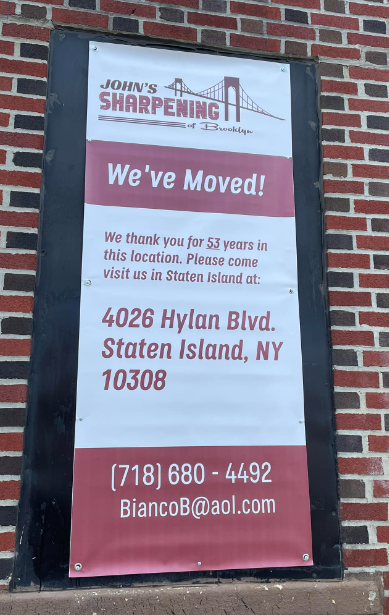 JOHN'S
SHARPENING
of Brooklyn
We've Moved!
We thank you for 53 years in
this location. Please come
visit us in Staten Island at:
4026 Hylan Blvd.
Staten Island, NY
10308
(718) 680 - 4492
BiancoB@aol.com